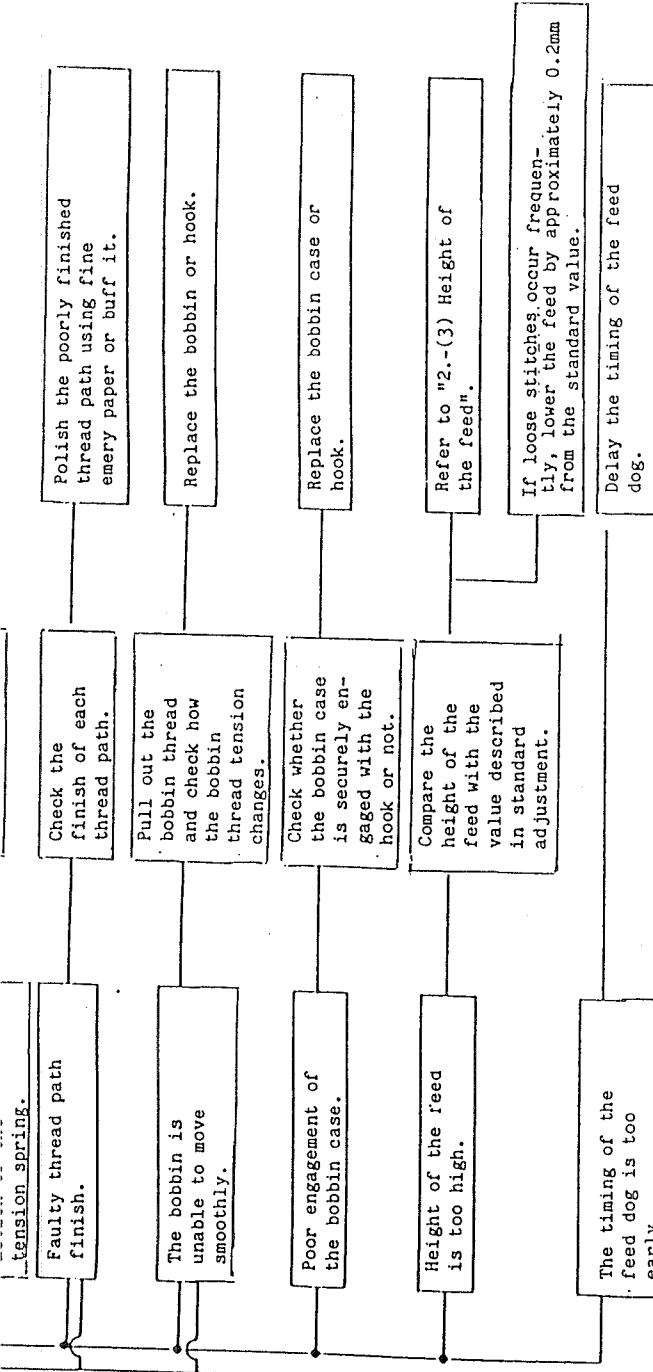 tension spring.
Faulty thread path
finish.
Check the
finish of each
thread path.
Polish the poorly finished
thread path using fine
emery paper or buff it.
The bobbin is
unable to move
smoothly.
Pull out the
bobbin thread
and check how
the bobbin
thread tension
changes.
Replace the bobbin or hook.
Poor engagement of
the bobbin case.
Check whether
the bobbin case
is securely en-
gaged with the
hook or not.
Replace the bobbin case or
hook.
Height of the feed
is too high.
Compare the
height of the
feed with the
value described
in standard
adjustment.
Refer to "2.-(3) Height of
the feed".
If loose stitches occur frequen-
tly, lower the feed by approximately 0.2mm
from the standard value.
The timing of the
feed dog is too
early
Delay the timing of the feed
dog.